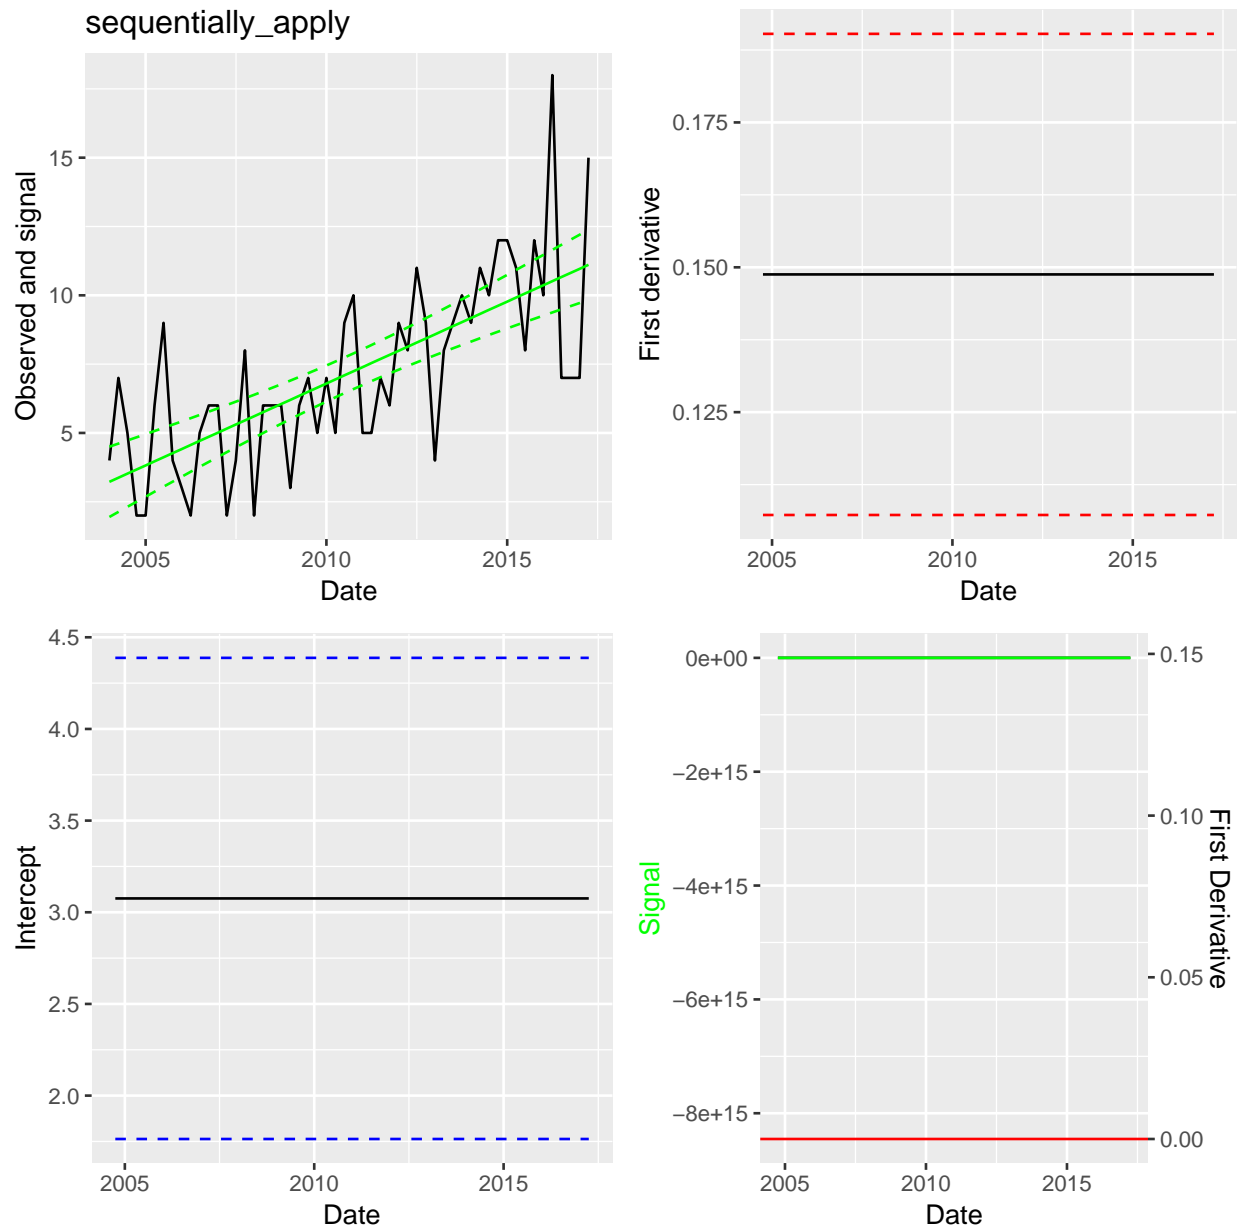 sequentially_apply
Observed and signal
15
10
5
2005 2010 2015
Date
First derivative
0.175
0.150
0.125
2005 2010 2015
Date
Intercept
4.5
4.0
3.5
3.0
2.5
2.0
2005 2010 2015
Date
Signal
0e+00
−2e+15
−4e+15
−6e+15
−8e+15
0.15
0.10
0.05
0.00
First Derivative
2005 2010 2015
Date